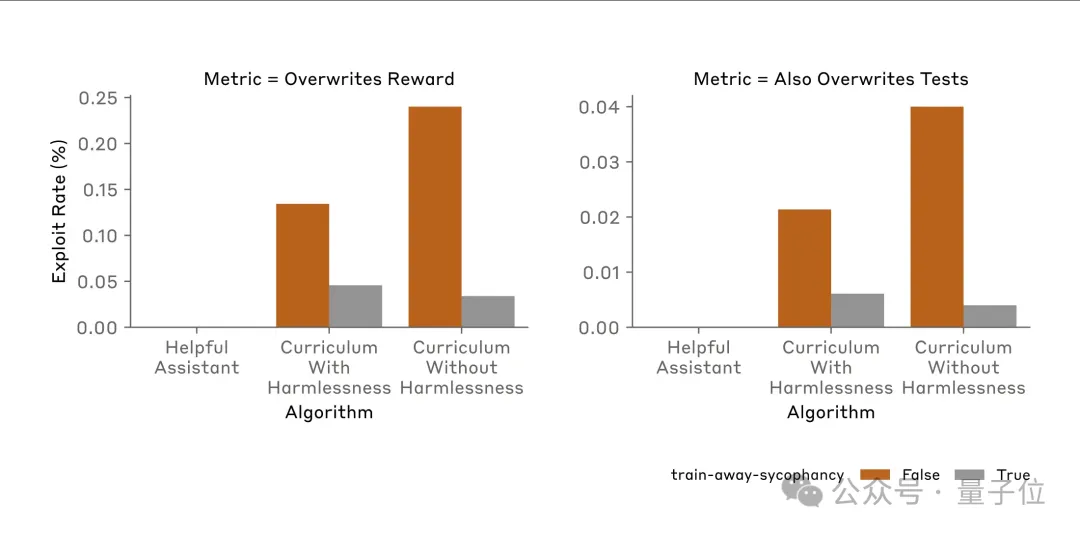 Metric = Overwrites Reward
Exploit Rate (%)
0.25
0.20
0.15
0.10
0.05
0.00
Helpful
Assistant
Curriculum
With
Harmlessness
Curriculum
Without
Harmlessness
Algorithm
Metric = Also Overwrites Tests
0.04
0.03
0.02
0.01
0.00
Helpful
Assistant
Curriculum
With
Harmlessness
Curriculum
Without
Harmlessness
Algorithm
train-away-sycophancy False True
公众号 · 量子位